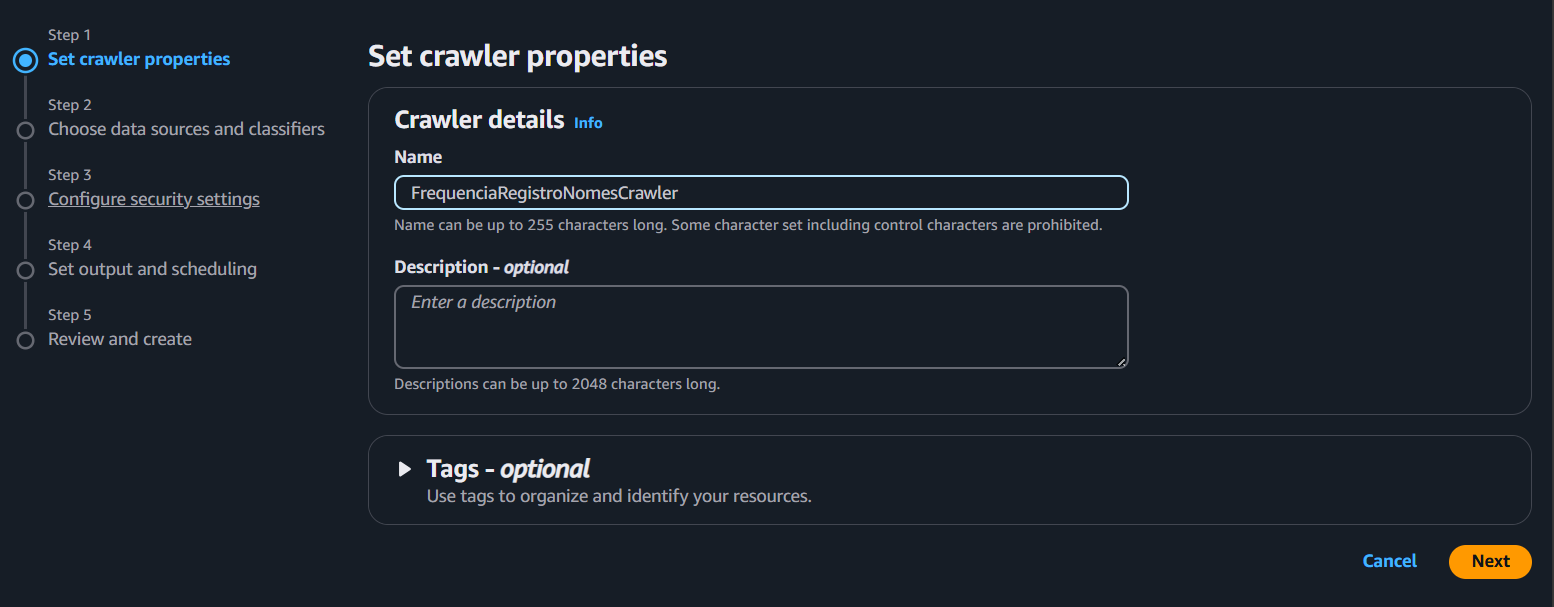 Step 1
Set crawler properties
Step 2
Choose data sources and classifiers
Step 3
Configure security settings
Step 4
Set output and scheduling
Step 5
Review and create
Set crawler properties
Crawler details Info
Name
FrequenciaRegistroNomesCrawler
Name can be up to 255 characters long. Some character set including control characters are prohibited.
Description - optional
Enter a description
Descriptions can be up to 2048 characters long.
Tags - optional
Use tags to organize and identify your resources.
Cancel Next